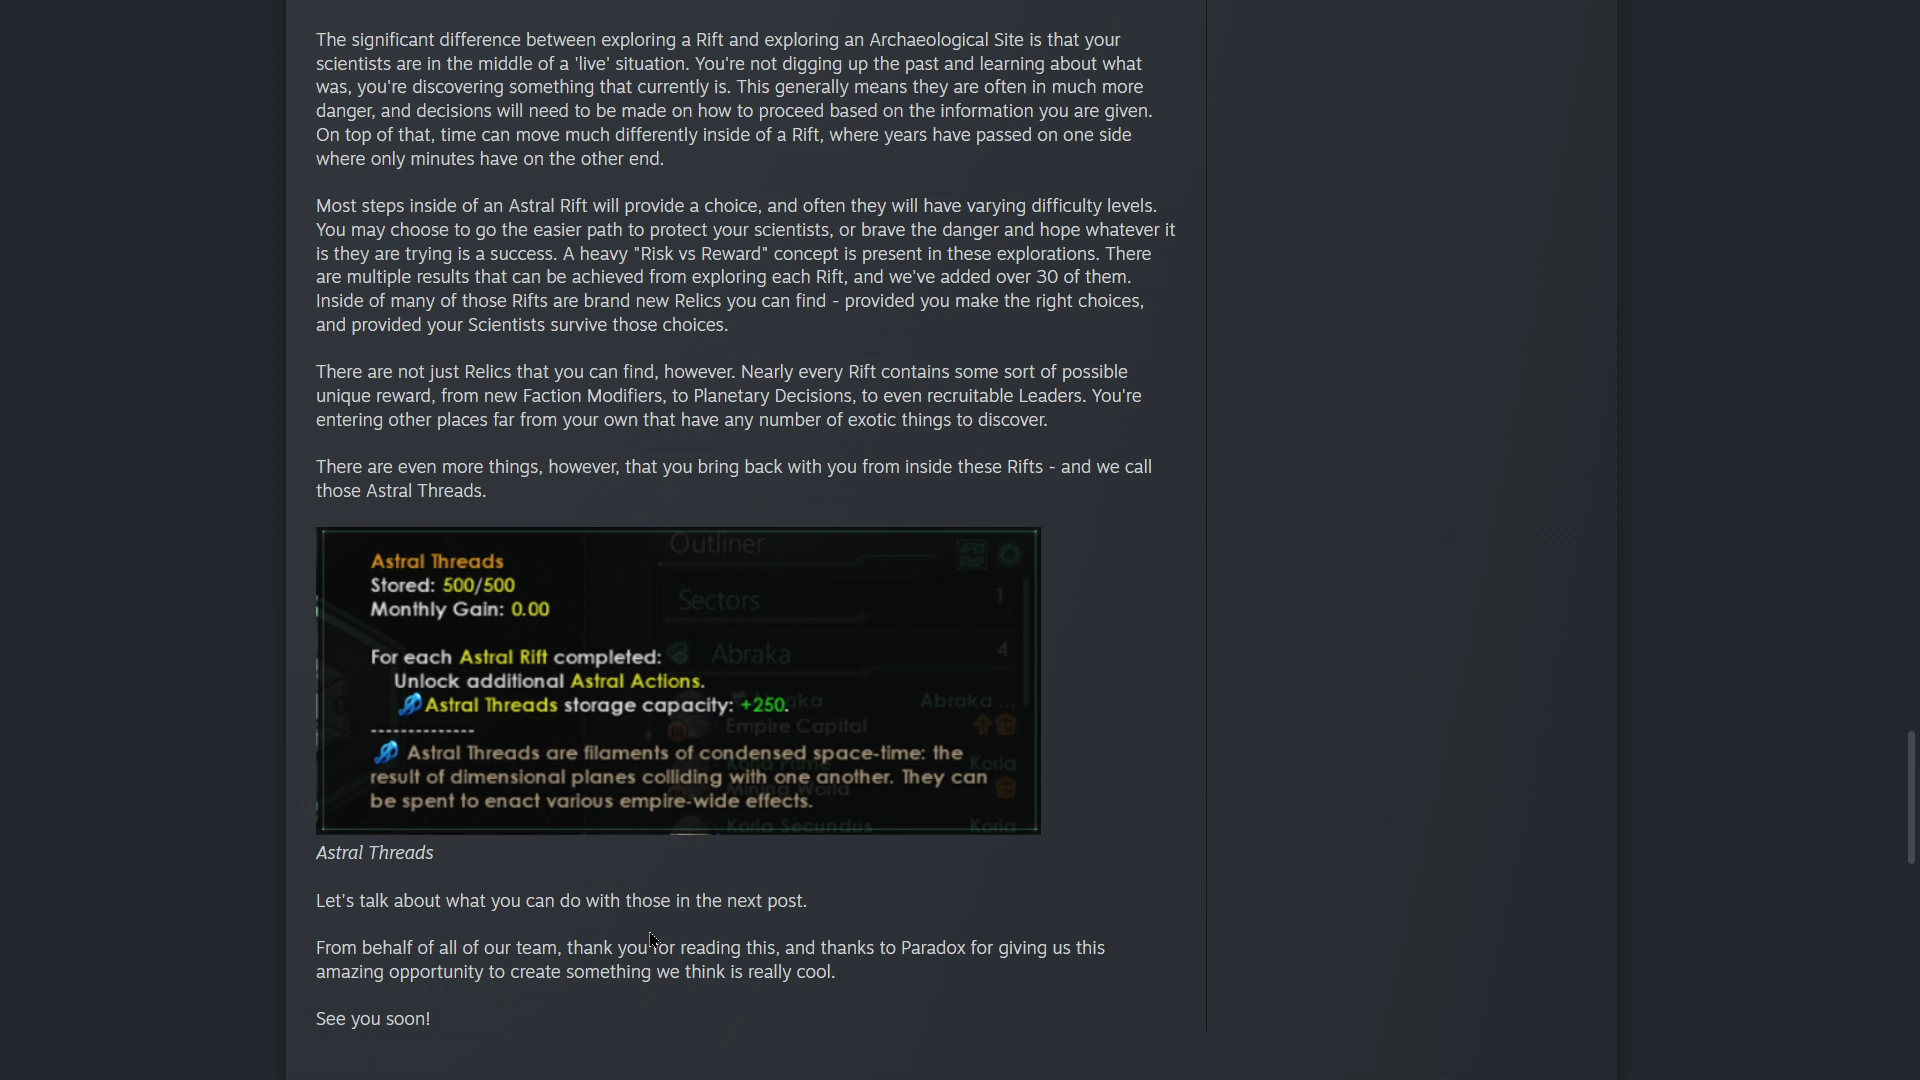 The significant difference between exploring a Rift and exploring an Archaeological Site is that your
scientists are in the middle of a 'live' situation. You're not digging up the past and learning about what
was, you're discovering something that currently is. This generally means they are often in much more
danger, and decisions will need to be made on how to proceed based on the information you are given.
On top of that, time can move much differently inside of a Rift, where years have passed on one side
where only minutes have on the other end.
Most steps inside of an Astral Rift will provide a choice, and often they will have varying difficulty levels.
You may choose to go the easier path to protect your scientists, or brave the danger and hope whatever it
is they are trying is a success. A heavy "Risk vs Reward" concept is present in these explorations. There
are multiple results that can be achieved from exploring each Rift, and we've added over 30 of them.
Inside of many of those Rifts are brand new Relics you can find - provided you make the right choices,
and provided your Scientists survive those choices.
There are not just Relics that you can find, however. Nearly every Rift contains some sort of possible
unique reward, from new Faction Modifiers, to Planetary Decisions, to even recruitable Leaders. You're
entering other places far from your own that have any number of exotic things to discover.
There are even more things, however, that you bring back with you from inside these Rifts - and we call
those Astral Threads.
Outliner
Astral Threads
Stored: 500/500
Monthly Gain: 0.00
Sectors 1
For each Astral Rift completed:
Abraka 4
Unlock additional Astral Actions.
Astral Threads storage capacity: +250.
Abraka ...
Empire Capital
--------------
Astral Threads are filaments of condensed space-time: the
result of dimensional planes colliding with one another. They can
be spent to enact various empire-wide effects.
Koria
Mining World
Koria Secundus Koria
Astral Threads
Let's talk about what you can do with those in the next post.
From behalf of all of our team, thank you for reading this, and thanks to Paradox for giving us this
amazing opportunity to create something we think is really cool.
See you soon!